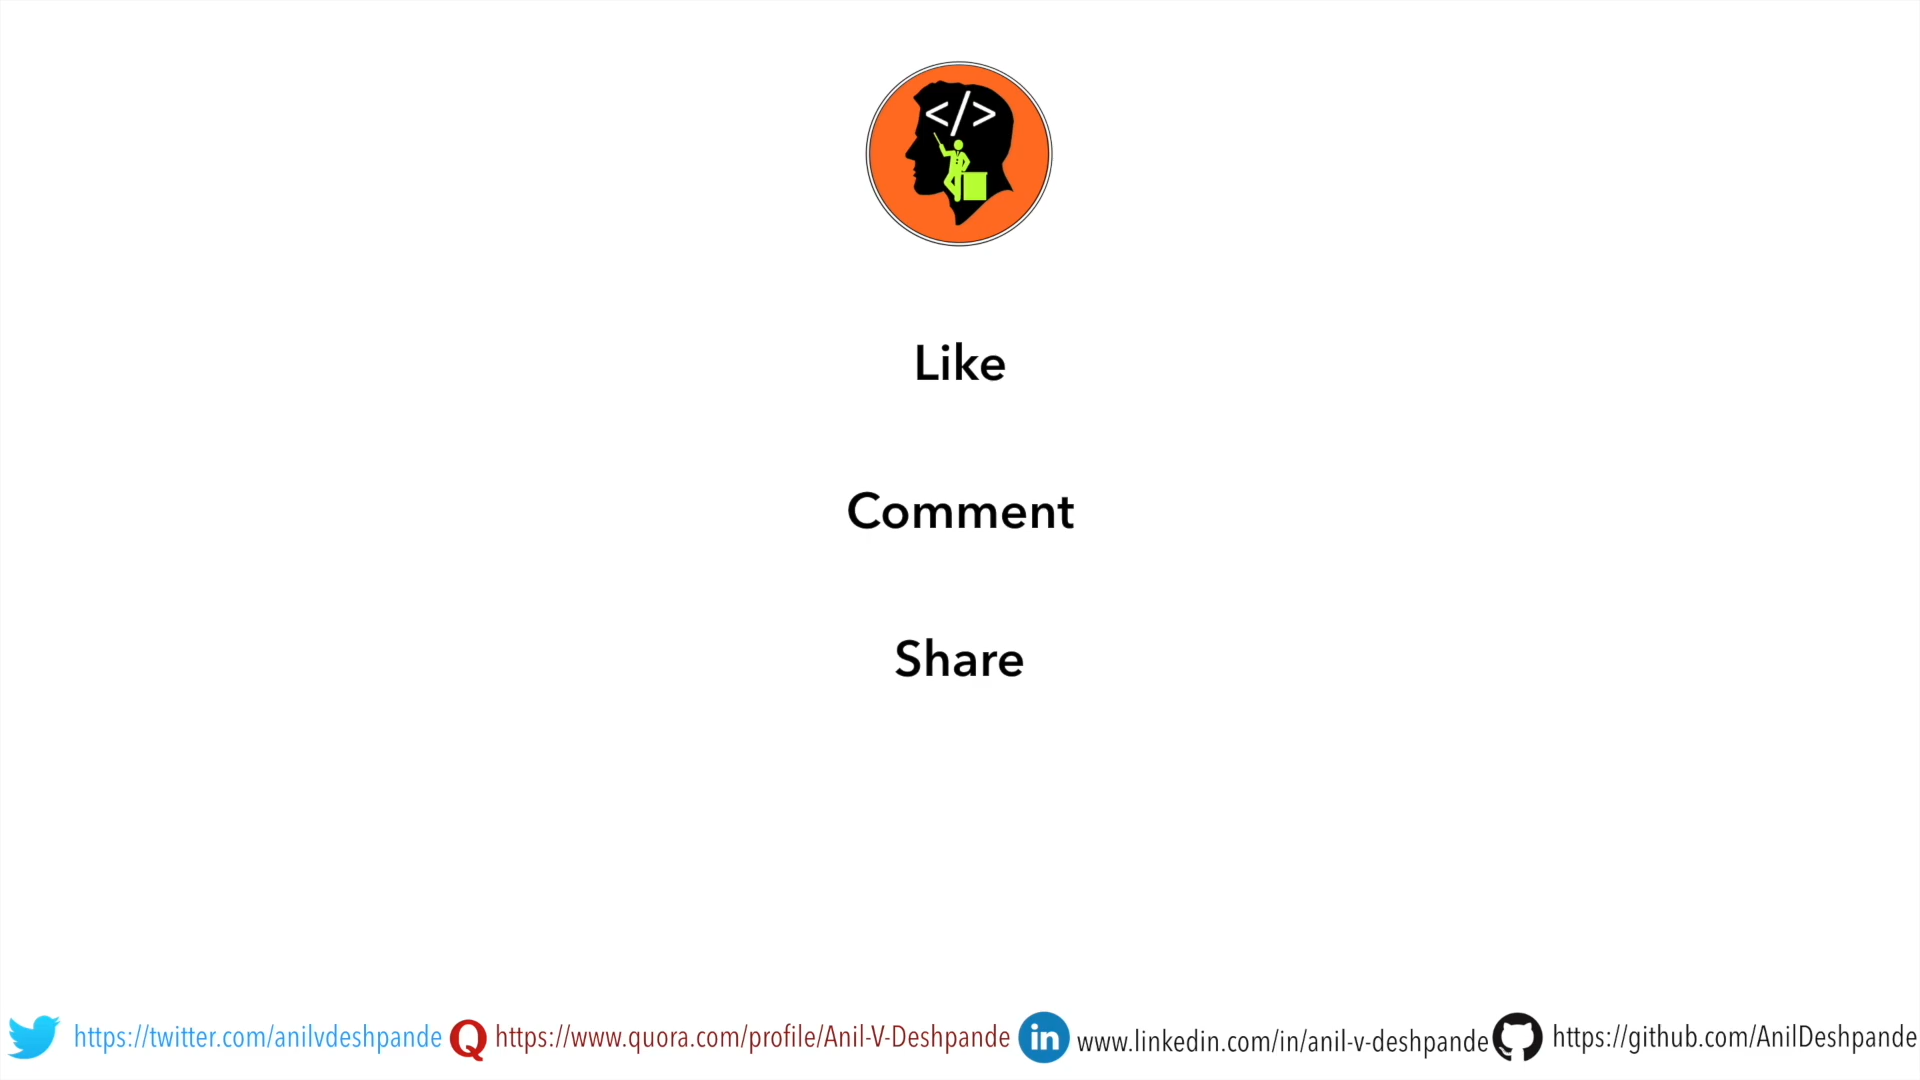 </>
Like
Comment
Share
https://twitter.com/anilvdeshpande
https://www.quora.com/profile/Anil-V-Deshpande
in
www.linkedin.com/in/anil-v-deshpande
https://github.com/AnilDeshpande